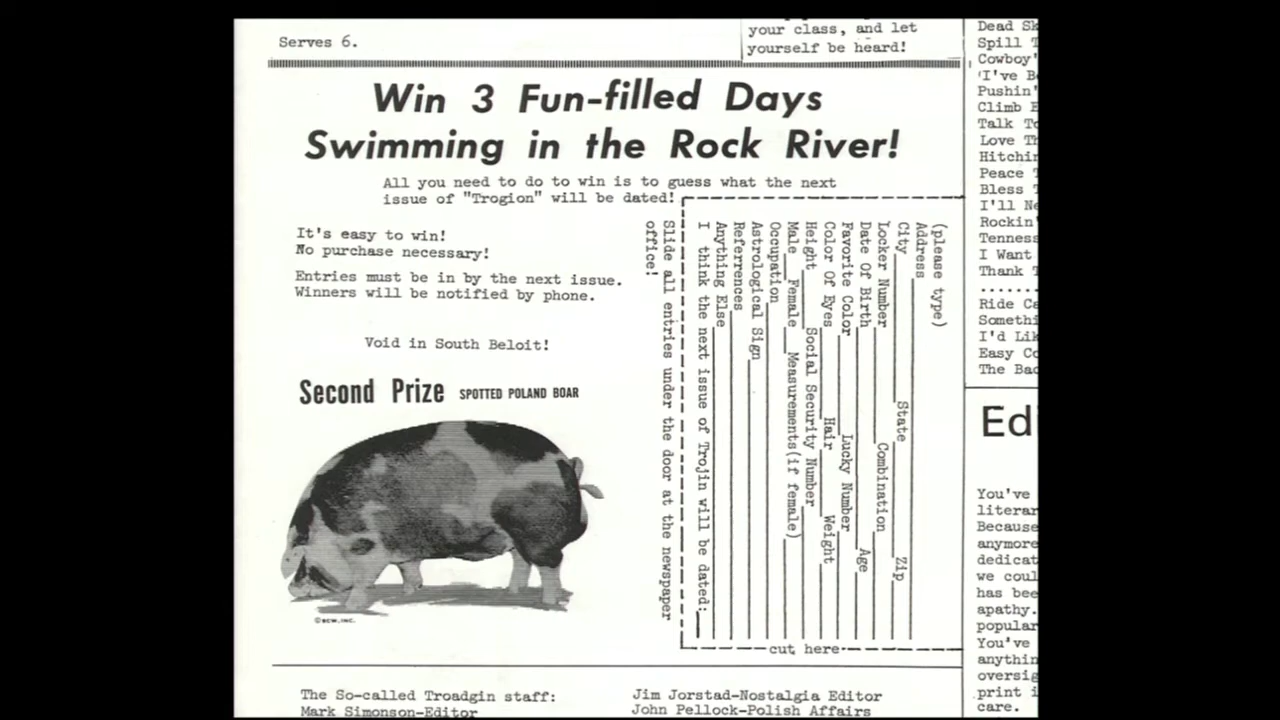 Serves 6.
your class, and let
yourself be heard!
Win 3 Fun-filled Days
Swimming in the Rock River!
All you need to do to win is to guess what the next
issue of "Trogion" will be dated!
It's easy to win!
No purchase necessary!
Entries must be in by the next issue.
Winners will be notified by phone.
Void in South Beloit!
Second Prize SPOTTED POLAND BOAR
©BCW, INC.
(please type)
Address
City State Zip
Locker Number Combination
Date Of Birth Age
Favorite Color Lucky Number
Color Of Eyes Hair Weight
Height Social Security Number
Male Female Measurements(if female)
Occupation
Astrological Sign
Referrences
Anything Else
I think the next issue of Trojin will be dated:
Slide all entries under the door at the newspaper
office!
cut here
The So-called Troadgin staff:
Mark Simonson-Editor
Jim Jorstad-Nostalgia Editor
John Pellock-Polish Affairs
Dead
Spill
Cowboy'
'I've
Pushin'
Climb
Talk
Love
Hitchin
Peace
Bless
I'll
Rockin'
Tenness
I Want
Thank
.......
Ride
Somethi
I'd
Easy
The
Ed
You've
literar
Because
anymore
dedicat
we coul
has bee
apathy.
popular
You've
anythin
oversig
print
care.